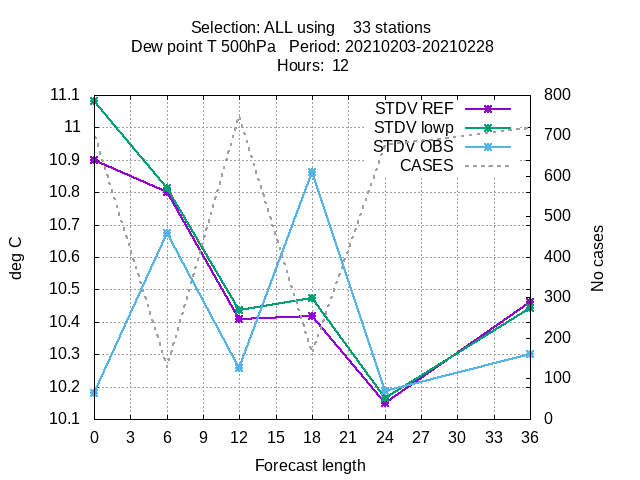 Selection: ALL using    33 stations
Dew point T 500hPa   Period: 20210203-20210228
Hours:  12
11.1
11
10.9
10.8
10.7
10.6
10.5
10.4
10.3
10.2
10.1
deg C
STDV REF
STDV lowp
STDV OBS
CASES
800
700
600
500
400
300
200
100
0
No cases
0 3 6 9 12 15 18 21 24 27 30 33 36
Forecast length